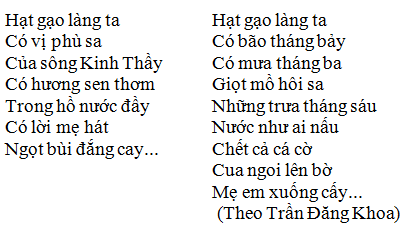 Hạt gạo làng ta
Có vị phù sa
Của sông Kinh Thầy
Có hương sen thơm
Trong hồ nước đầy
Có lời mẹ hát
Ngọt bùi đắng cay...
Hạt gạo làng ta
Có bão tháng bảy
Có mưa tháng ba
Giọt mồ hôi sa
Những trưa tháng sáu
Nước như ai nấu
Chết cả cá cờ
Cua ngoi lên bờ
Mẹ em xuống cấy...
(Theo Trần Đăng Khoa)